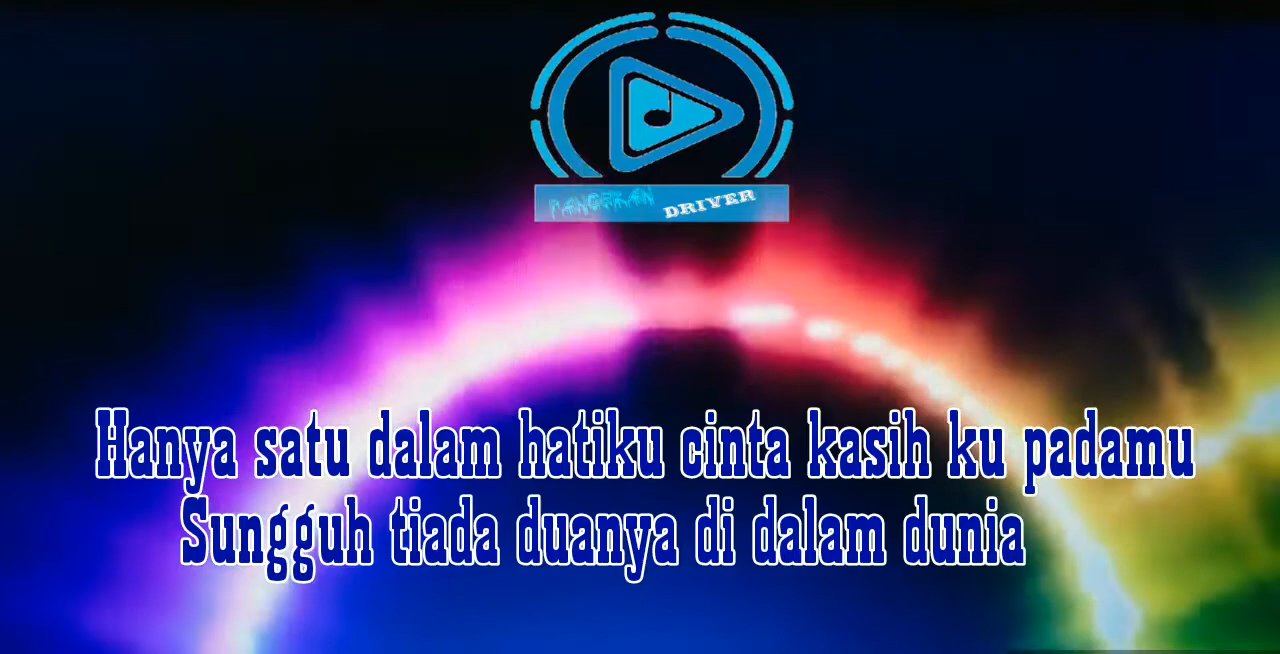 DRIVER
Hanya satu dalam hatiku cinta kasih ku padamu
Sungguh tiada duanya di dalam dunia